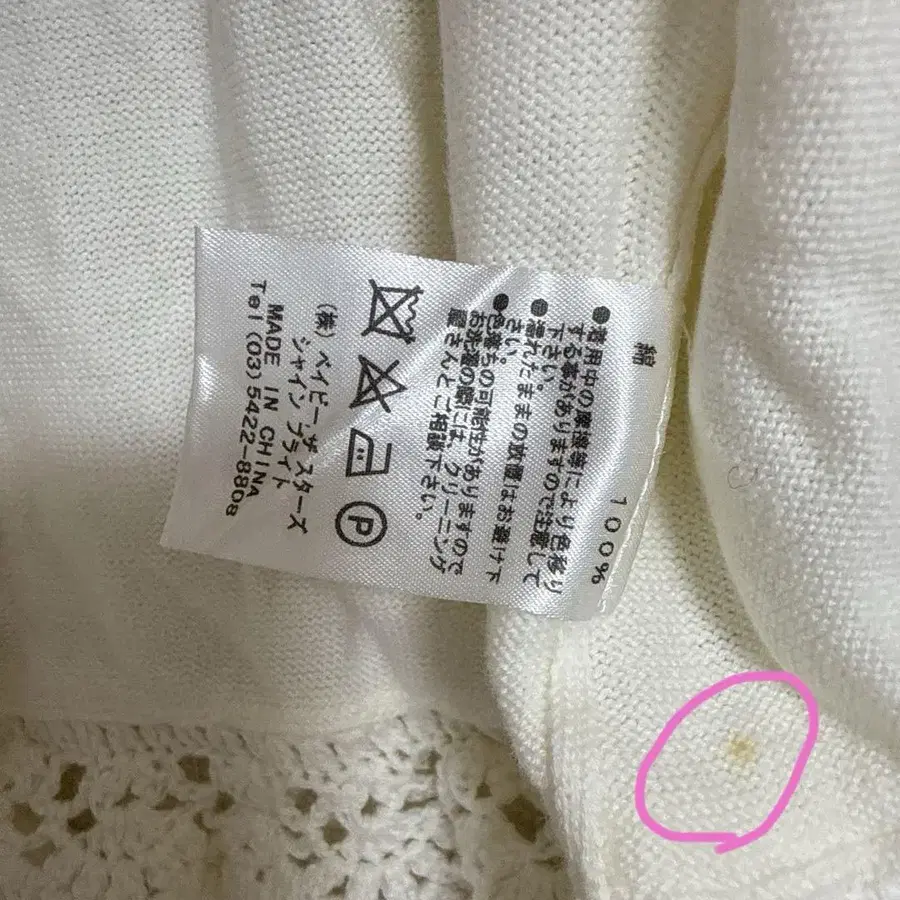 綿 100%
●着用中の摩擦等により色移り
する事がありますので注意して
下さい。
●濡れたままの放置はお避け下
さい。
●色落ちの可能性がありますので
お洗濯の際には、クリーニング
屋さんとご相談下さい。
P
(株) ベイビー,ザ スターズ
シャイン ブライト
MADE IN CHINA
Tel (03) 5422-8808